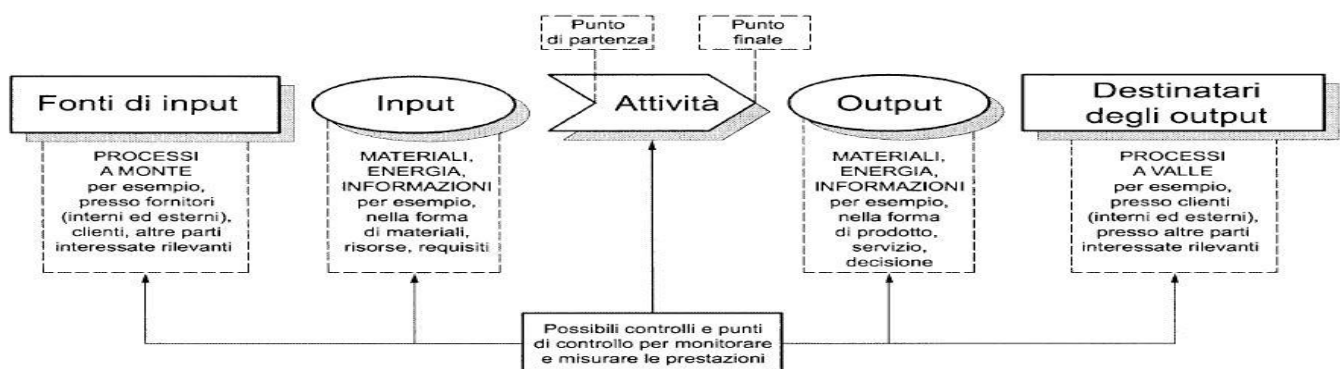 Punto
di partenza
Punto
finale
Fonti di input
Input
Attività
Output
Destinatari
degli output
PROCESSI
A MONTE
per esempio,
presso fornitori
(interni ed esterni),
clienti, altre parti
interessate rilevanti
MATERIALI,
ENERGIA,
INFORMAZIONI
per esempio,
nella forma
di materiali,
risorse, requisiti
MATERIALI,
ENERGIA,
INFORMAZIONI
per esempio,
nella forma
di prodotto,
servizio,
decisione
PROCESSI
A VALLE
per esempio,
presso clienti
(interni ed esterni),
presso altre parti
interessate rilevanti
Possibili controlli e punti
di controllo per monitorare
e misurare le prestazioni